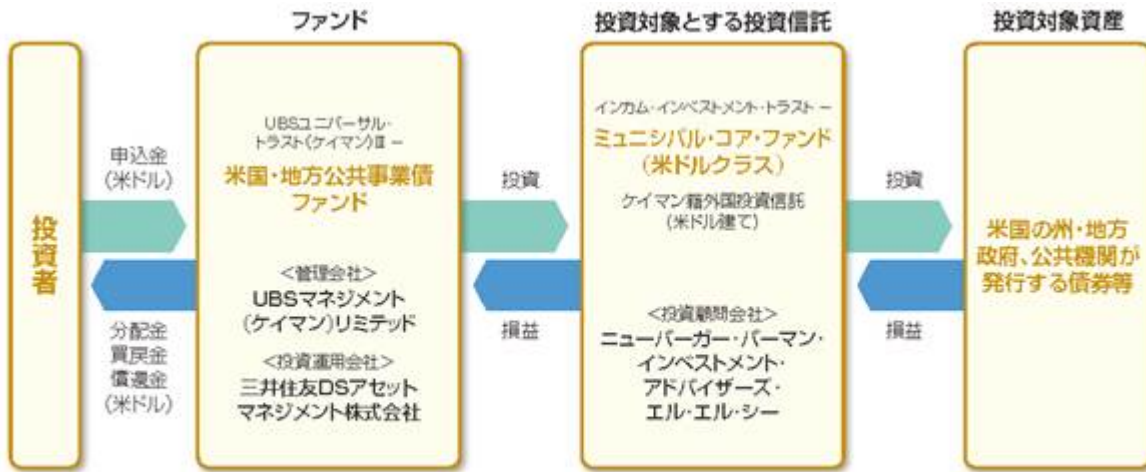 ファンド
投資対象とする投資信託
投資対象資産
投資者
申込金
(米ドル)
分配金
買戻金
償還金
(米ドル)
UBSユニバーサル・
トラスト(ケイマン)Ⅲ －
米国・地方公共事業債
ファンド
<管理会社>
UBSマネジメント
(ケイマン)リミテッド
<投資運用会社>
三井住友DSアセット
マネジメント株式会社
投資
損益
インカム・インベストメント・トラスト －
ミュニシパル・コア・ファンド
(米ドルクラス)
ケイマン籍外国投資信託
(米ドル建て)
<投資顧問会社>
ニューバーガー・バーマン・
インベストメント・
アドバイザーズ・
エル・エル・シー
投資
損益
米国の州・地方
政府、公共機関が
発行する債券等